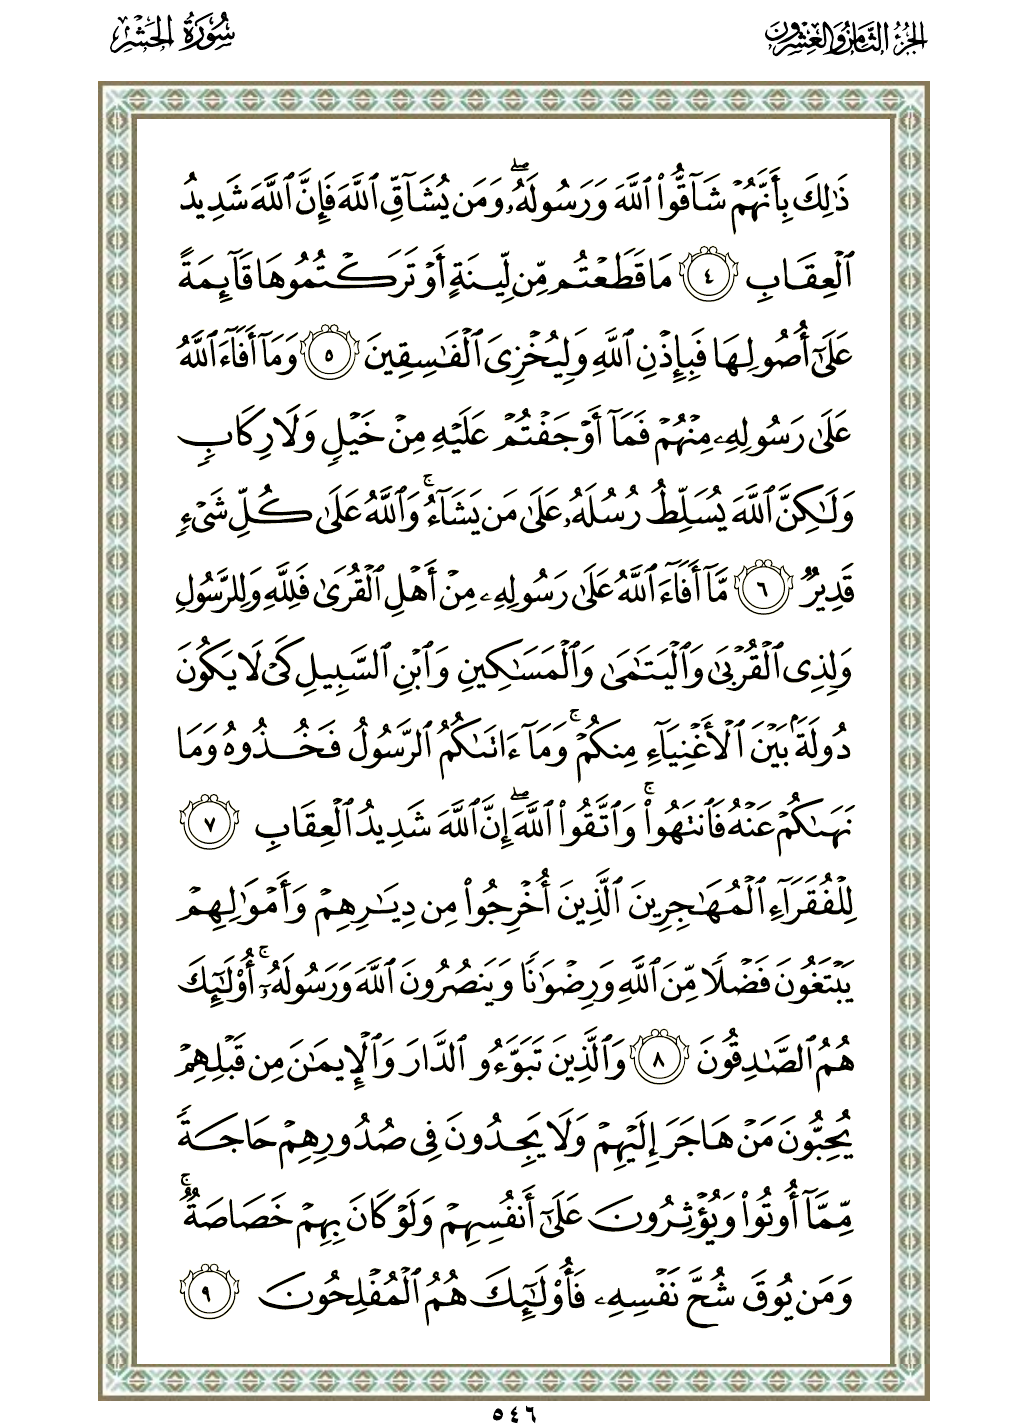 الجزء الثامن والعشرون
سورة الحشر
ذَٰلِكَ بِأَنَّهُمْ شَآقُّوا۟ ٱللَّهَ وَرَسُولَهُۥ ۖ وَمَن يُشَآقِّ ٱللَّهَ فَإِنَّ ٱللَّهَ شَدِيدُ
ٱلْعِقَابِ ٤ مَا قَطَعْتُم مِّن لِّينَةٍ أَوْ تَرَكْتُمُوهَا قَآئِمَةً
عَلَىٰٓ أُصُولِهَا فَبِإِذْنِ ٱللَّهِ وَلِيُخْزِىَ ٱلْفَـٰسِقِينَ ٥ وَمَآ أَفَآءَ ٱللَّهُ
عَلَىٰ رَسُولِهِۦ مِنْهُمْ فَمَآ أَوْجَفْتُمْ عَلَيْهِ مِنْ خَيْلٍ وَلَا رِكَابٍ
وَلَـٰكِنَّ ٱللَّهَ يُسَلِّطُ رُسُلَهُۥ عَلَىٰ مَن يَشَآءُ ۚ وَٱللَّهُ عَلَىٰ كُلِّ شَىْءٍ
قَدِيرٌ ٦ مَّآ أَفَآءَ ٱللَّهُ عَلَىٰ رَسُولِهِۦ مِنْ أَهْلِ ٱلْقُرَىٰ فَلِلَّهِ وَلِلرَّسُولِ
وَلِذِى ٱلْقُرْبَىٰ وَٱلْيَتَـٰمَىٰ وَٱلْمَسَـٰكِينِ وَٱبْنِ ٱلسَّبِيلِ كَىْ لَا يَكُونَ
دُولَةًۢ بَيْنَ ٱلْأَغْنِيَآءِ مِنكُمْ ۚ وَمَآ ءَاتَىٰكُمُ ٱلرَّسُولُ فَخُذُوهُ وَمَا
نَهَىٰكُمْ عَنْهُ فَٱنتَهُوا۟ ۚ وَٱتَّقُوا۟ ٱللَّهَ ۖ إِنَّ ٱللَّهَ شَدِيدُ ٱلْعِقَابِ ٧
لِلْفُقَرَآءِ ٱلْمُهَـٰجِرِينَ ٱلَّذِينَ أُخْرِجُوا۟ مِن دِيَـٰرِهِمْ وَأَمْوَٰلِهِمْ
يَبْتَغُونَ فَضْلًا مِّنَ ٱللَّهِ وَرِضْوَٰنًا وَيَنصُرُونَ ٱللَّهَ وَرَسُولَهُۥٓ ۚ أُو۟لَـٰٓئِكَ
هُمُ ٱلصَّـٰدِقُونَ ٨ وَٱلَّذِينَ تَبَوَّءُو ٱلدَّارَ وَٱلْإِيمَـٰنَ مِن قَبْلِهِمْ
يُحِبُّونَ مَنْ هَاجَرَ إِلَيْهِمْ وَلَا يَجِدُونَ فِى صُدُورِهِمْ حَاجَةً
مِّمَّآ أُوتُوا۟ وَيُؤْثِرُونَ عَلَىٰٓ أَنفُسِهِمْ وَلَوْ كَانَ بِهِمْ خَصَاصَةٌ ۚ
وَمَن يُوقَ شُحَّ نَفْسِهِۦ فَأُو۟لَـٰٓئِكَ هُمُ ٱلْمُفْلِحُونَ ٩
٥٤٦